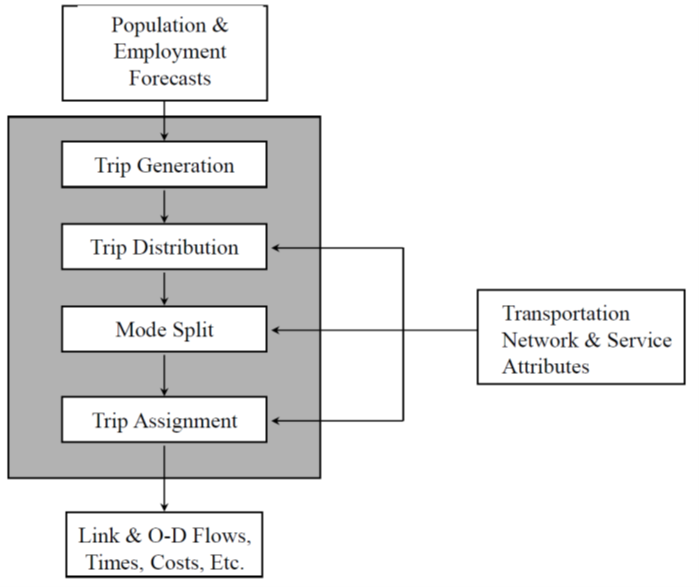 Population &
Employment
Forecasts
Trip Generation
Trip Distribution
Mode Split
Trip Assignment
Transportation
Network & Service
Attributes
Link & O-D Flows,
Times, Costs, Etc.